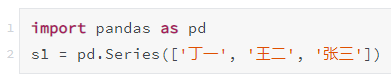 1 import pandas as pd
2 s1 = pd.Series(['丁一', '王二', '张三'])